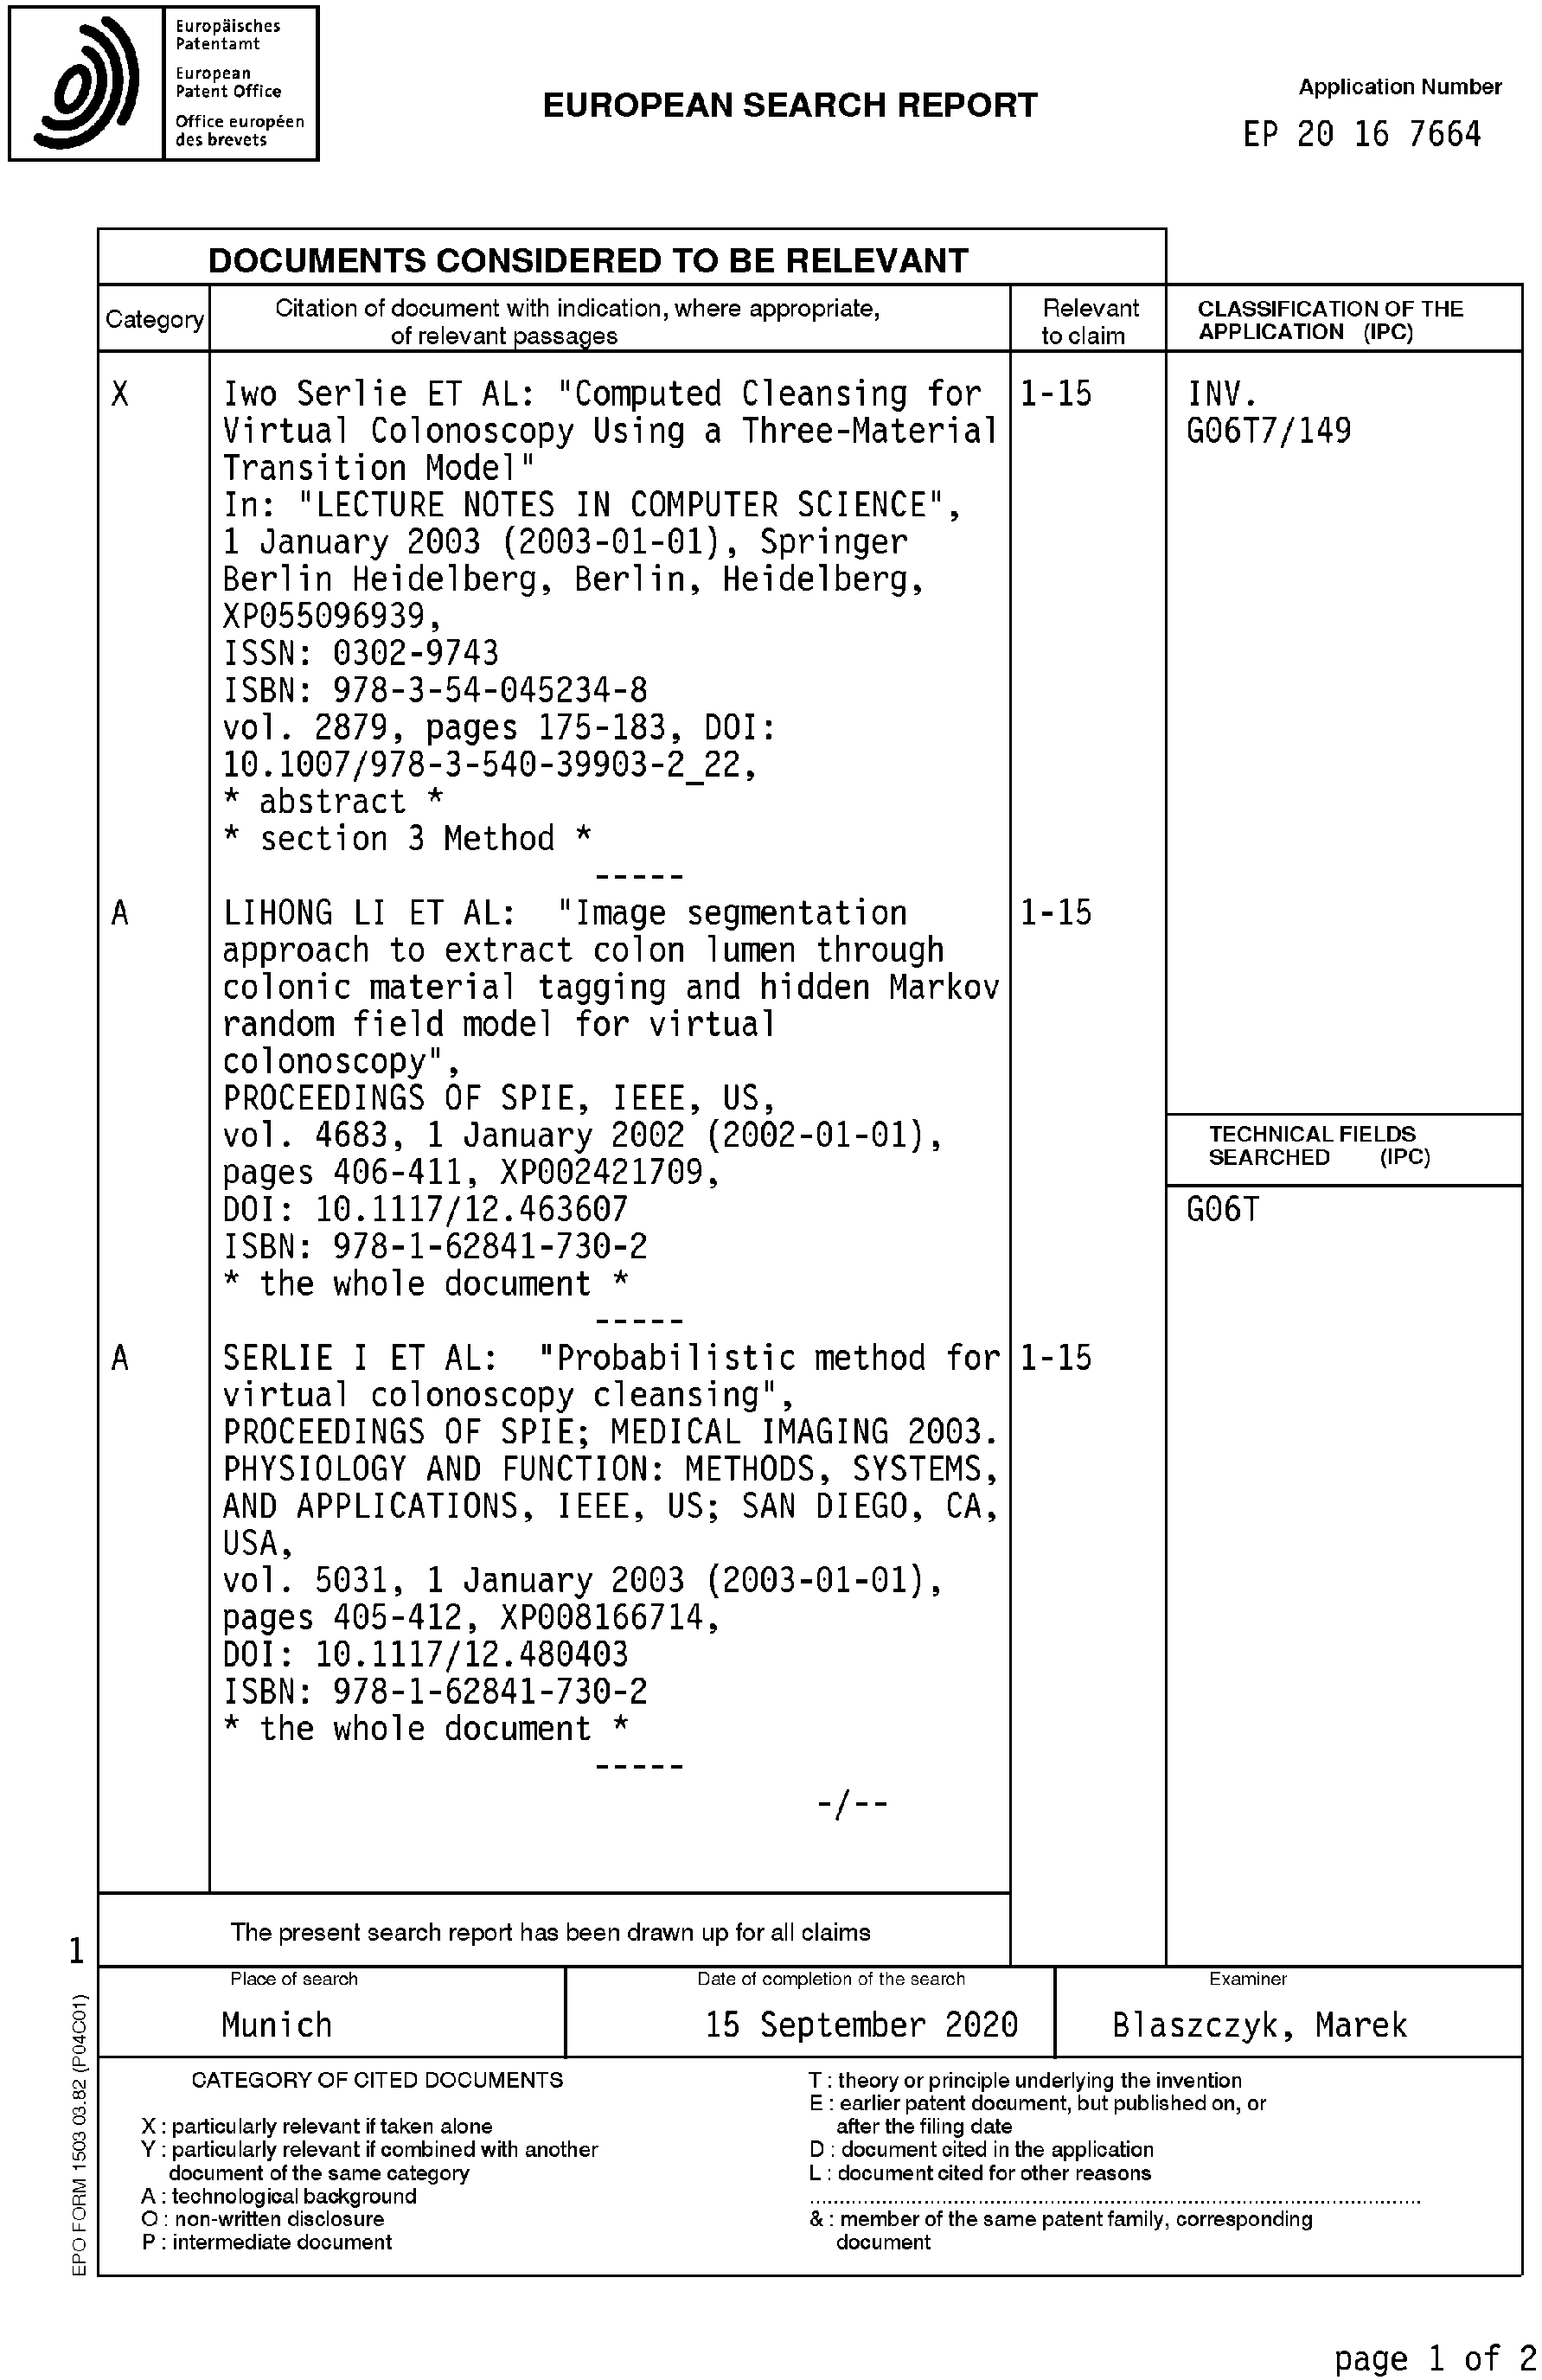 Europäisches
Patentamt
European
Patent Office
Office européen
des brevets
EUROPEAN SEARCH REPORT
Application Number
EP 20 16 7664
DOCUMENTS CONSIDERED TO BE RELEVANT
Category
Citation of document with indication, where appropriate,
of relevant passages
Relevant
to claim
CLASSIFICATION OF THE
APPLICATION (IPC)
X
Iwo Serlie ET AL: "Computed Cleansing for
Virtual Colonoscopy Using a Three-Material
Transition Model"
In: "LECTURE NOTES IN COMPUTER SCIENCE",
1 January 2003 (2003-01-01), Springer
Berlin Heidelberg, Berlin, Heidelberg,
XP055096939,
ISSN: 0302-9743
ISBN: 978-3-54-045234-8
vol. 2879, pages 175-183, DOI:
10.1007/978-3-540-39903-2_22,
* abstract *
* section 3 Method *
-----
1-15
INV.
G06T7/149
A
LIHONG LI ET AL: "Image segmentation
approach to extract colon lumen through
colonic material tagging and hidden Markov
random field model for virtual
colonoscopy",
PROCEEDINGS OF SPIE, IEEE, US,
vol. 4683, 1 January 2002 (2002-01-01),
pages 406-411, XP002421709,
DOI: 10.1117/12.463607
ISBN: 978-1-62841-730-2
* the whole document *
-----
1-15
TECHNICAL FIELDS
SEARCHED (IPC)
G06T
A
SERLIE I ET AL: "Probabilistic method for
virtual colonoscopy cleansing",
PROCEEDINGS OF SPIE; MEDICAL IMAGING 2003.
PHYSIOLOGY AND FUNCTION: METHODS, SYSTEMS,
AND APPLICATIONS, IEEE, US; SAN DIEGO, CA,
USA,
vol. 5031, 1 January 2003 (2003-01-01),
pages 405-412, XP008166714,
DOI: 10.1117/12.480403
ISBN: 978-1-62841-730-2
* the whole document *
-----
1-15
-/--
The present search report has been drawn up for all claims
1
Place of search
Munich
Date of completion of the search
15 September 2020
Examiner
Blaszczyk, Marek
CATEGORY OF CITED DOCUMENTS
X : particularly relevant if taken alone
Y : particularly relevant if combined with another
document of the same category
A : technological background
O : non-written disclosure
P : intermediate document
T : theory or principle underlying the invention
E : earlier patent document, but published on, or
after the filing date
D : document cited in the application
L : document cited for other reasons
& : member of the same patent family, corresponding
document
EPO FORM 1503 03.82 (P04C01)
page 1 of 2